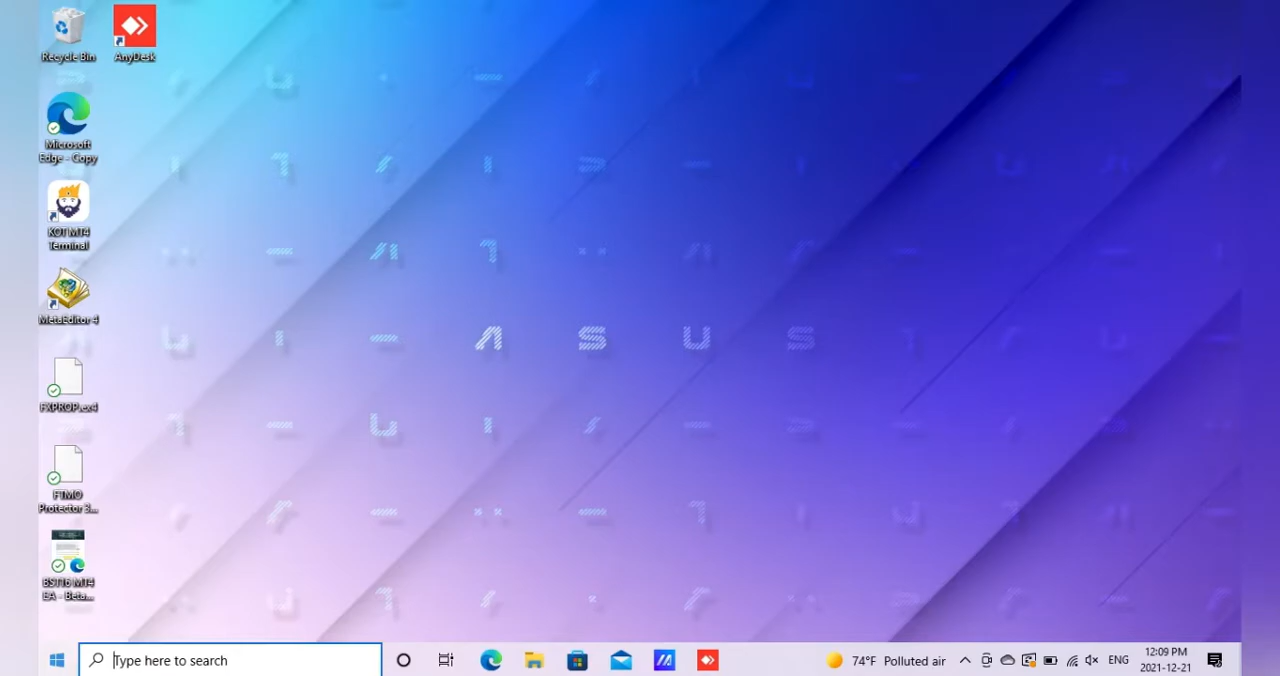 Recycle Bin
AnyDesk
Microsoft
Edge - Copy
KOT MT4
Terminal
MetaEditor 4
FXPROP.ex4
FTMO
Protector 3...
BST16 MT4
EA - Beta...
ASUS
Type here to search
74°F Polluted air
ENG
12:09 PM
2021-12-21